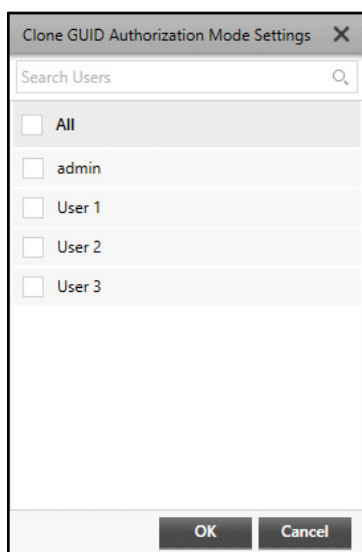 Clone GUID Authorization Mode Settings
Search Users
All
admin
User 1
User 2
User 3
OK Cancel